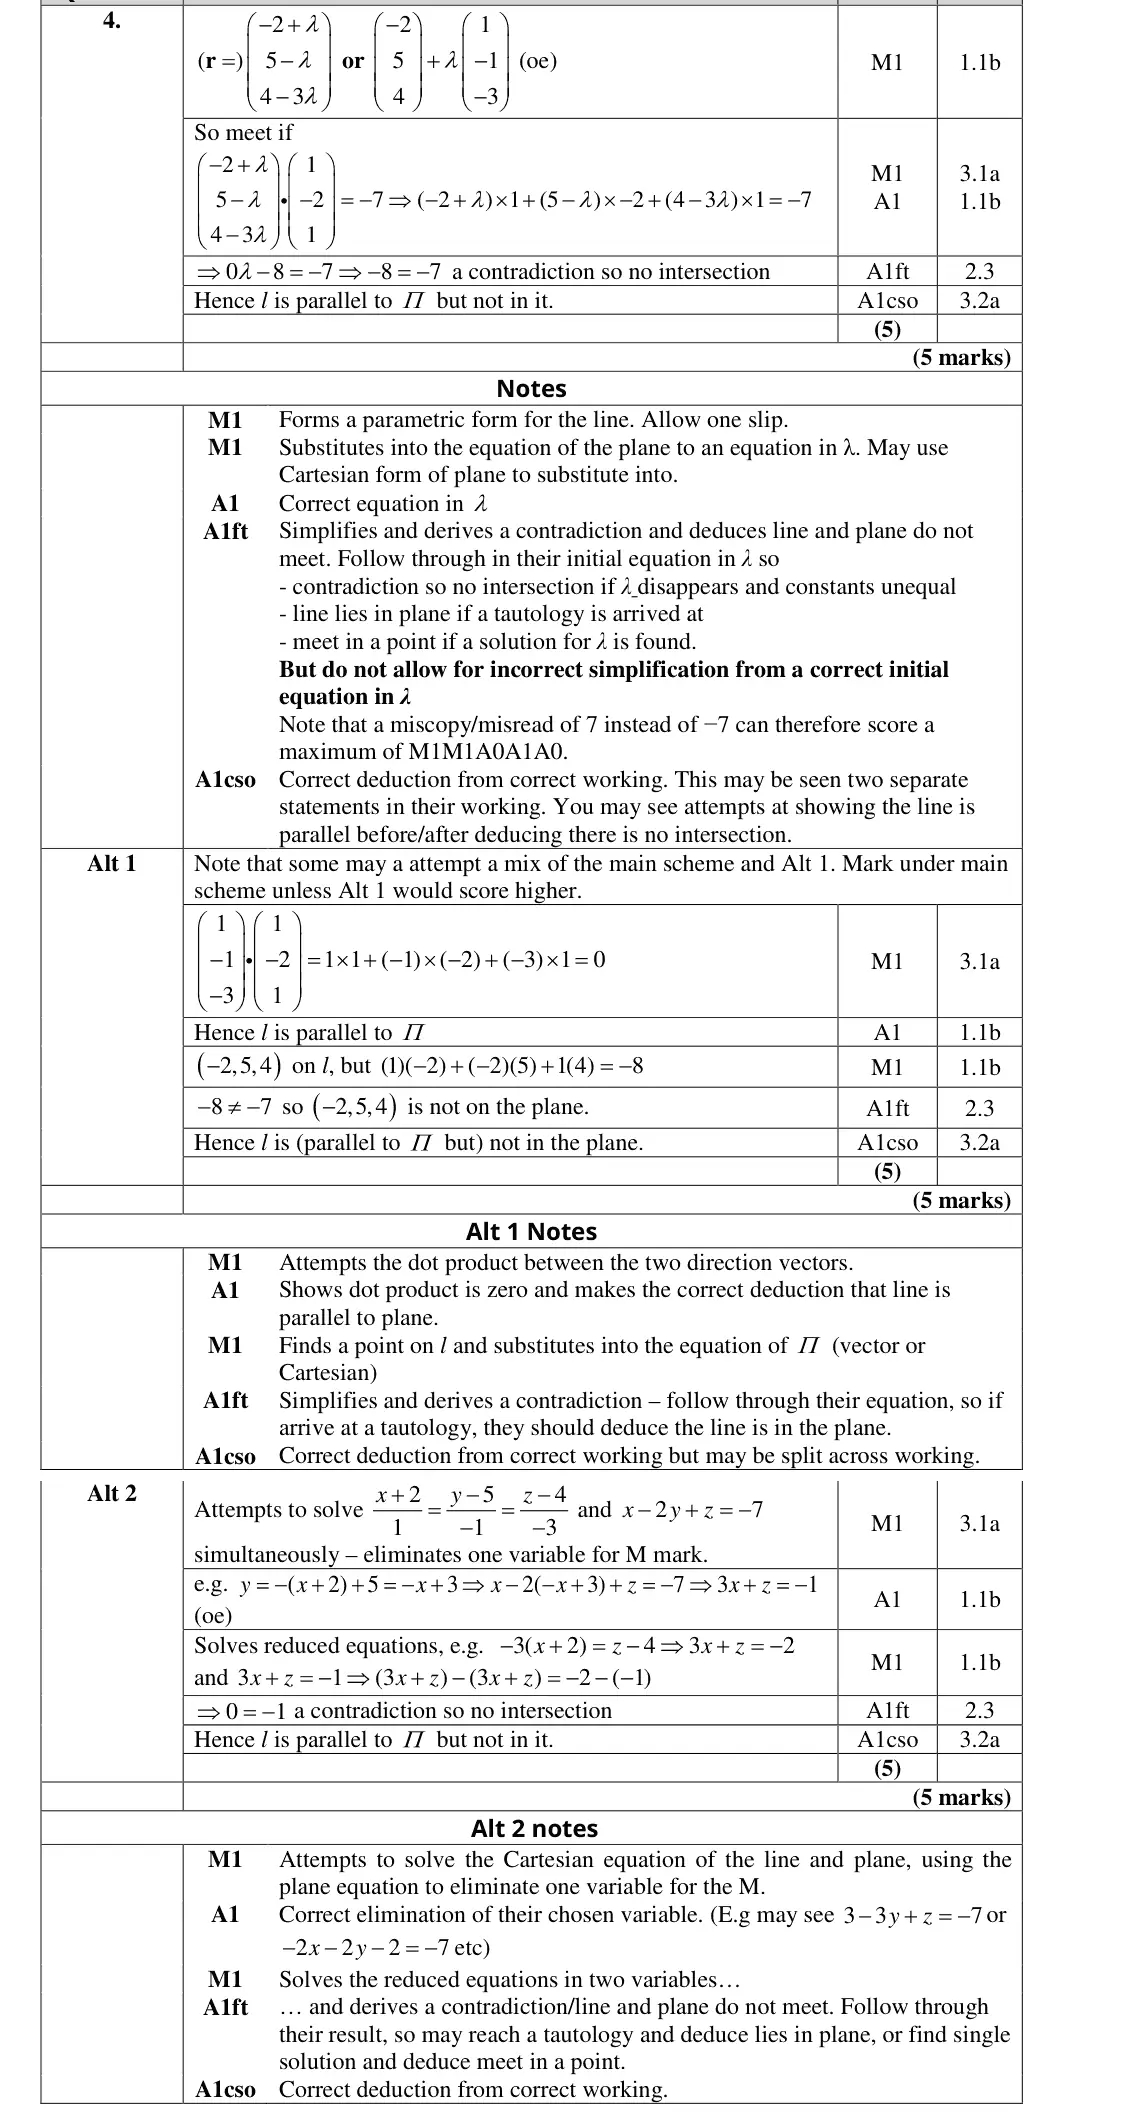 4.
(r =) (−2+λ, 5−λ, 4−3λ) or (−2, 5, 4) + λ(1, −1, −3) (oe) M1 1.1b
So meet if
(−2+λ, 5−λ, 4−3λ) • (1, −2, 1) = −7 ⇒ (−2+λ)×1+(5−λ)×−2+(4−3λ)×1 = −7 M1 A1 3.1a 1.1b
⇒ 0λ−8 = −7 ⇒ −8 = −7 a contradiction so no intersection A1ft 2.3
Hence l is parallel to Π but not in it. A1cso 3.2a
(5)
(5 marks)
Notes
M1 Forms a parametric form for the line. Allow one slip.
M1 Substitutes into the equation of the plane to an equation in λ. May use
Cartesian form of plane to substitute into.
A1 Correct equation in λ
A1ft Simplifies and derives a contradiction and deduces line and plane do not
meet. Follow through in their initial equation in λ so
- contradiction so no intersection if λ disappears and constants unequal
- line lies in plane if a tautology is arrived at
- meet in a point if a solution for λ is found.
But do not allow for incorrect simplification from a correct initial
equation in λ
Note that a miscopy/misread of 7 instead of −7 can therefore score a
maximum of M1M1A0A1A0.
A1cso Correct deduction from correct working. This may be seen two separate
statements in their working. You may see attempts at showing the line is
parallel before/after deducing there is no intersection.
Alt 1 Note that some may a attempt a mix of the main scheme and Alt 1. Mark under main
scheme unless Alt 1 would score higher.
(1, −1, −3) • (1, −2, 1) = 1×1+(−1)×(−2)+(−3)×1 = 0 M1 3.1a
Hence l is parallel to Π A1 1.1b
(−2,5,4) on l, but (1)(−2)+(−2)(5)+1(4) = −8 M1 1.1b
−8 ≠ −7 so (−2,5,4) is not on the plane. A1ft 2.3
Hence l is (parallel to Π but) not in the plane. A1cso 3.2a
(5)
(5 marks)
Alt 1 Notes
M1 Attempts the dot product between the two direction vectors.
A1 Shows dot product is zero and makes the correct deduction that line is
parallel to plane.
M1 Finds a point on l and substitutes into the equation of Π (vector or
Cartesian)
A1ft Simplifies and derives a contradiction – follow through their equation, so if
arrive at a tautology, they should deduce the line is in the plane.
A1cso Correct deduction from correct working but may be split across working.
Alt 2 Attempts to solve (x+2)/1 = (y−5)/−1 = (z−4)/−3 and x−2y+z = −7 M1 3.1a
simultaneously – eliminates one variable for M mark.
e.g. y = −(x+2)+5 = −x+3 ⇒ x−2(−x+3)+z = −7 ⇒ 3x+z = −1 A1 1.1b
(oe)
Solves reduced equations, e.g. −3(x+2) = z−4 ⇒ 3x+z = −2 M1 1.1b
and 3x+z = −1 ⇒ (3x+z)−(3x+z) = −2−(−1)
⇒ 0 = −1 a contradiction so no intersection A1ft 2.3
Hence l is parallel to Π but not in it. A1cso 3.2a
(5)
(5 marks)
Alt 2 notes
M1 Attempts to solve the Cartesian equation of the line and plane, using the
plane equation to eliminate one variable for the M.
A1 Correct elimination of their chosen variable. (E.g may see 3−3y+z = −7 or
−2x−2y−2 = −7 etc)
M1 Solves the reduced equations in two variables…
A1ft … and derives a contradiction/line and plane do not meet. Follow through
their result, so may reach a tautology and deduce lies in plane, or find single
solution and deduce meet in a point.
A1cso Correct deduction from correct working.